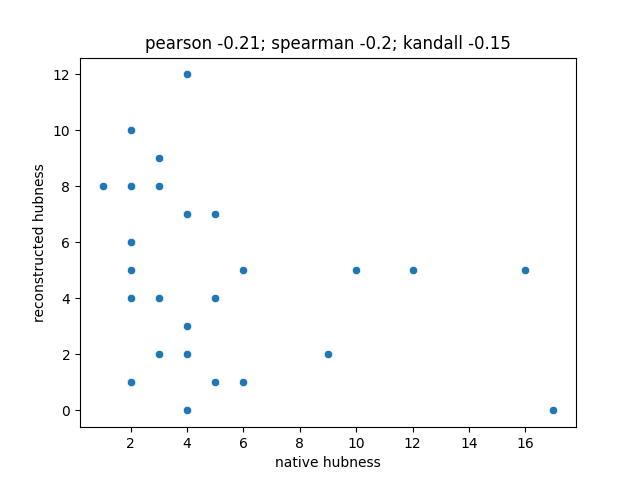 pearson -0.21; spearman -0.2; kandall -0.15
12
10
8
6
4
2
0
reconstructed hubness
2 4 6 8 10 12 14 16
native hubness